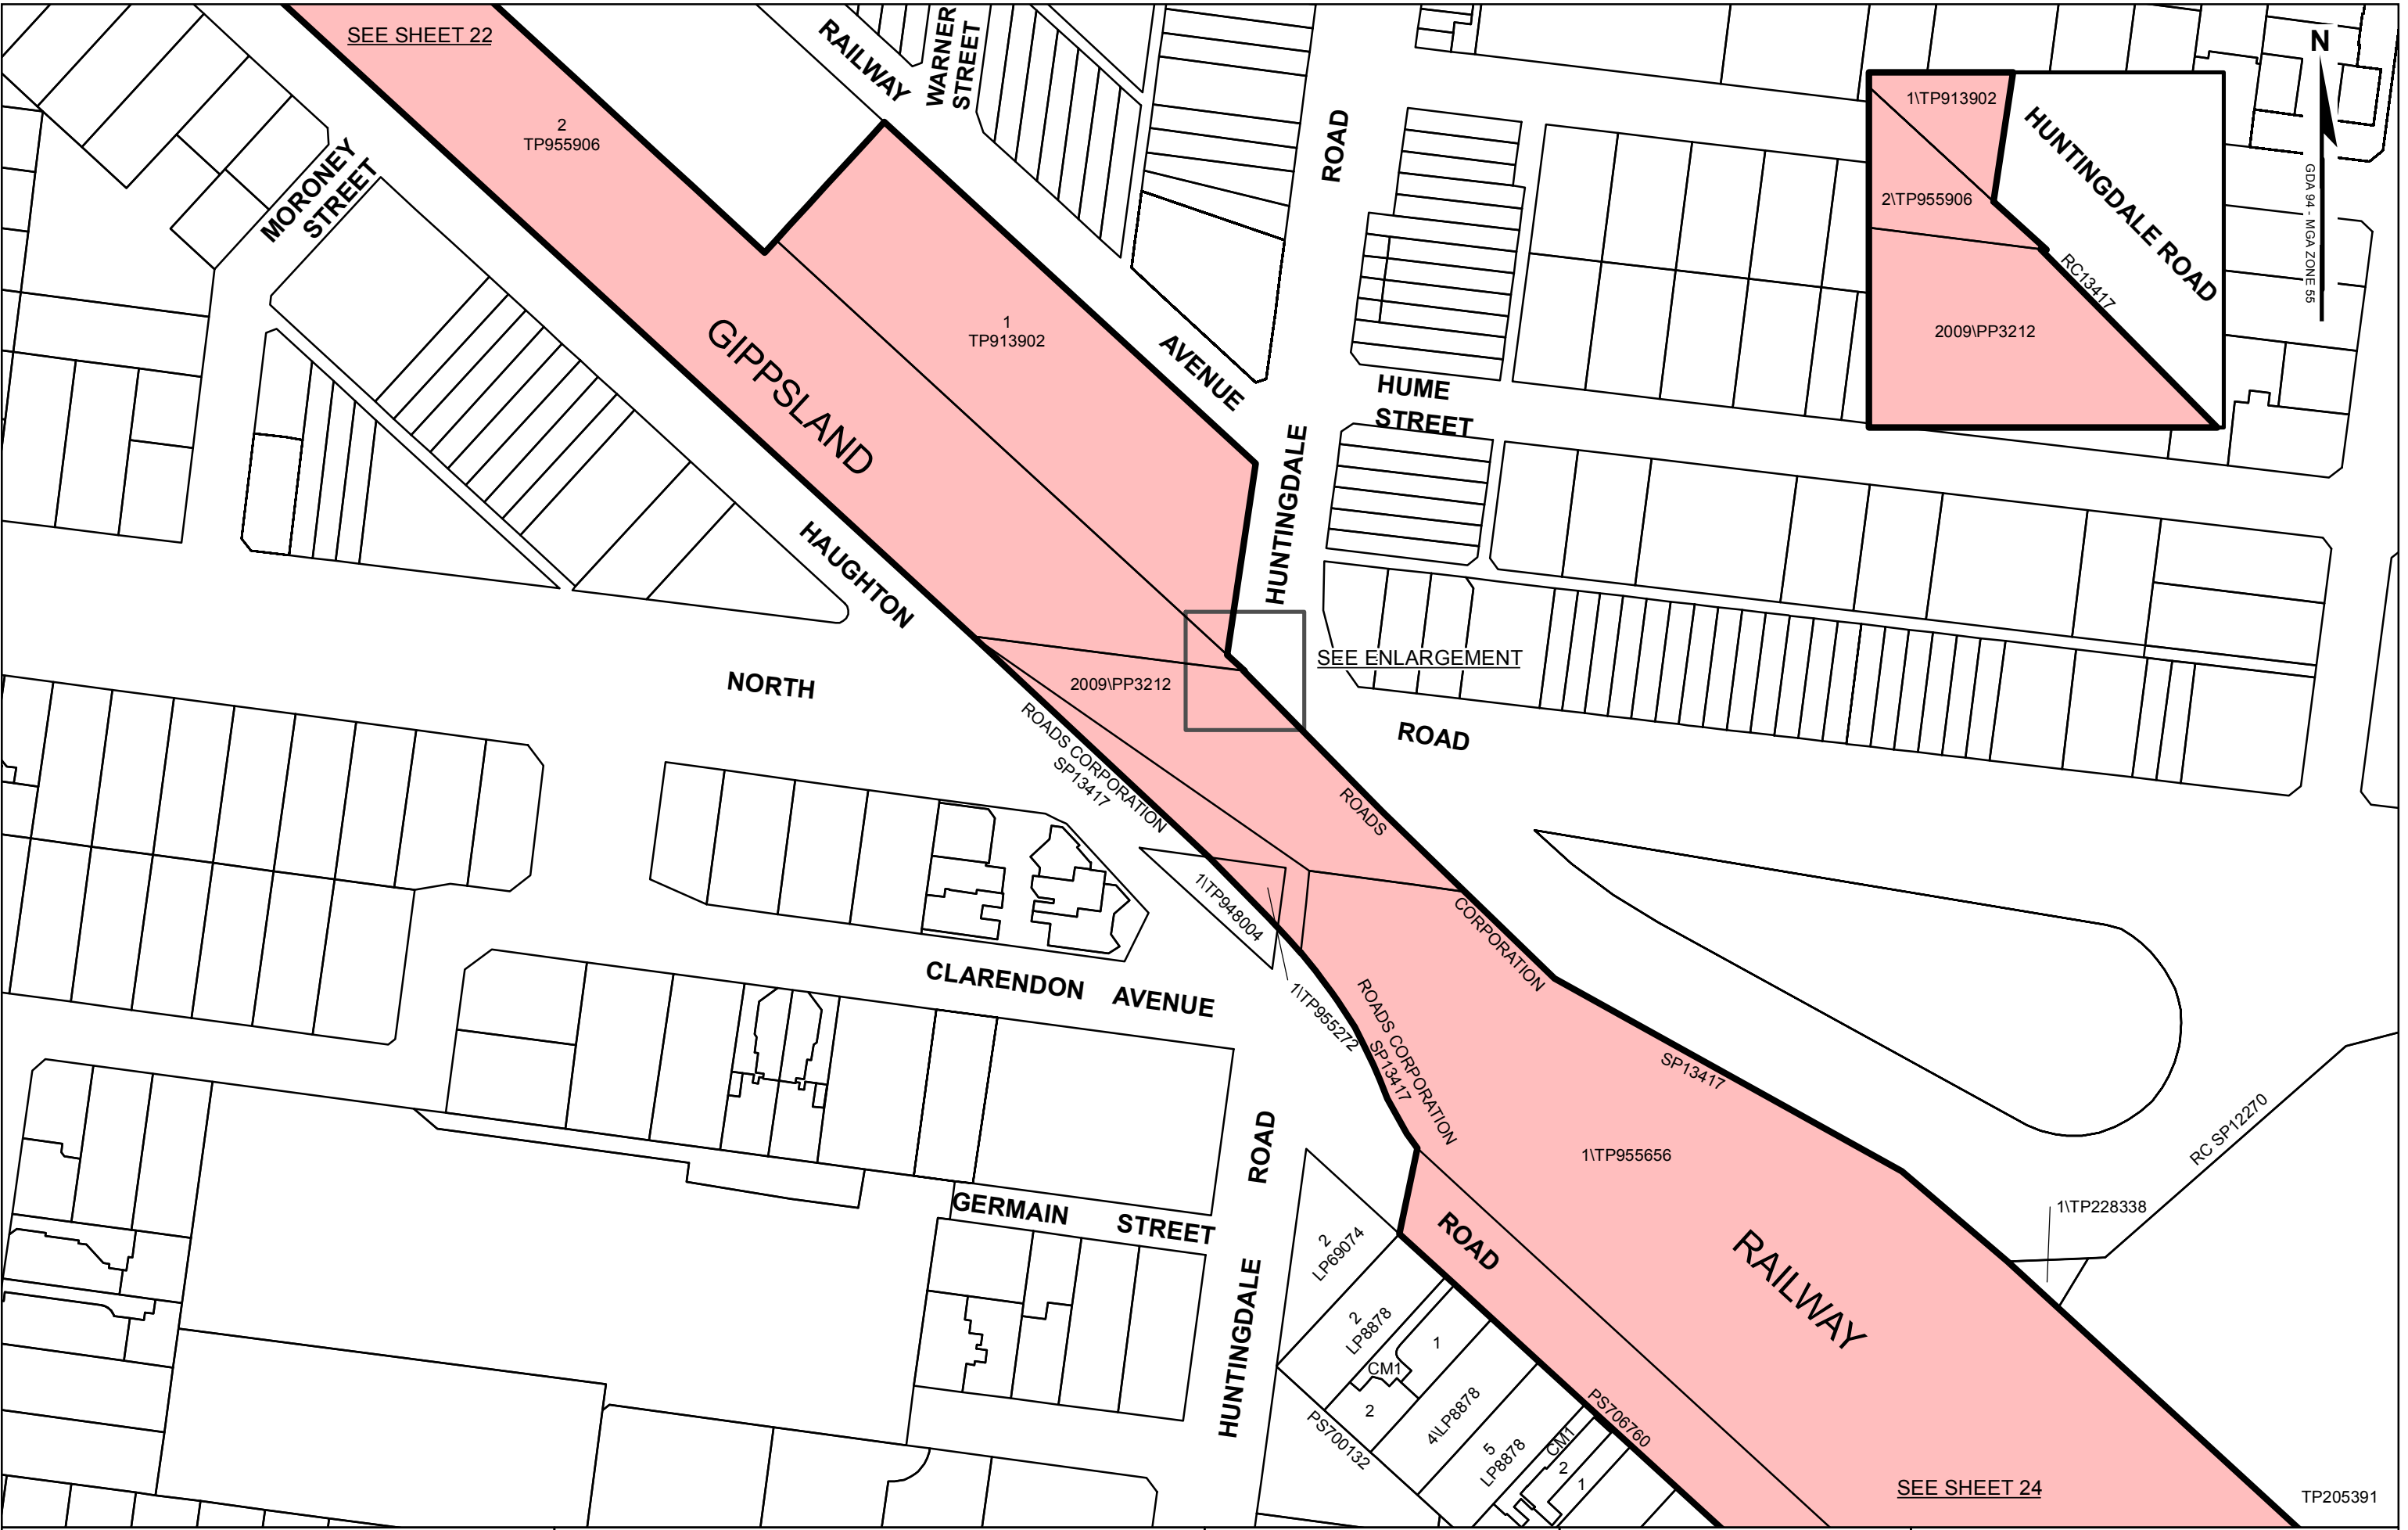 SEE SHEET 22
RAILWAY
WARNER
STREET
N
GDA 94 - MGA ZONE 55
2
TP955906
MORONEY
STREET
ROAD
1\TP913902
HUNTINGDALE ROAD
2\TP955906
RC13417
2009\PP3212
1
TP913902
GIPPSLAND
AVENUE
HUME
STREET
HUNTINGDALE
HAUGHTON
SEE ENLARGEMENT
NORTH
2009\PP3212
ROAD
ROADS CORPORATION
SP13417
ROADS
CORPORATION
SP13417
1\TP948004
CLARENDON AVENUE
1\TP955272
ROADS CORPORATION
SP13417
1\TP955656
RC SP12270
1\TP228338
ROAD
GERMAIN STREET
ROAD
RAILWAY
2
LP69074
2
LP8878
1
CM1
2
HUNTINGDALE
4\LP8878
PS700132
5
LP8878
CM1
2
1
PS706760
SEE SHEET 24
TP205391